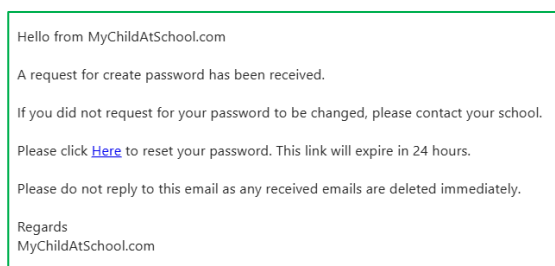 Hello from MyChildAtSchool.com
A request for create password has been received.
If you did not request for your password to be changed, please contact your school.
Please click Here to reset your password. This link will expire in 24 hours.
Please do not reply to this email as any received emails are deleted immediately.
Regards
MyChildAtSchool.com